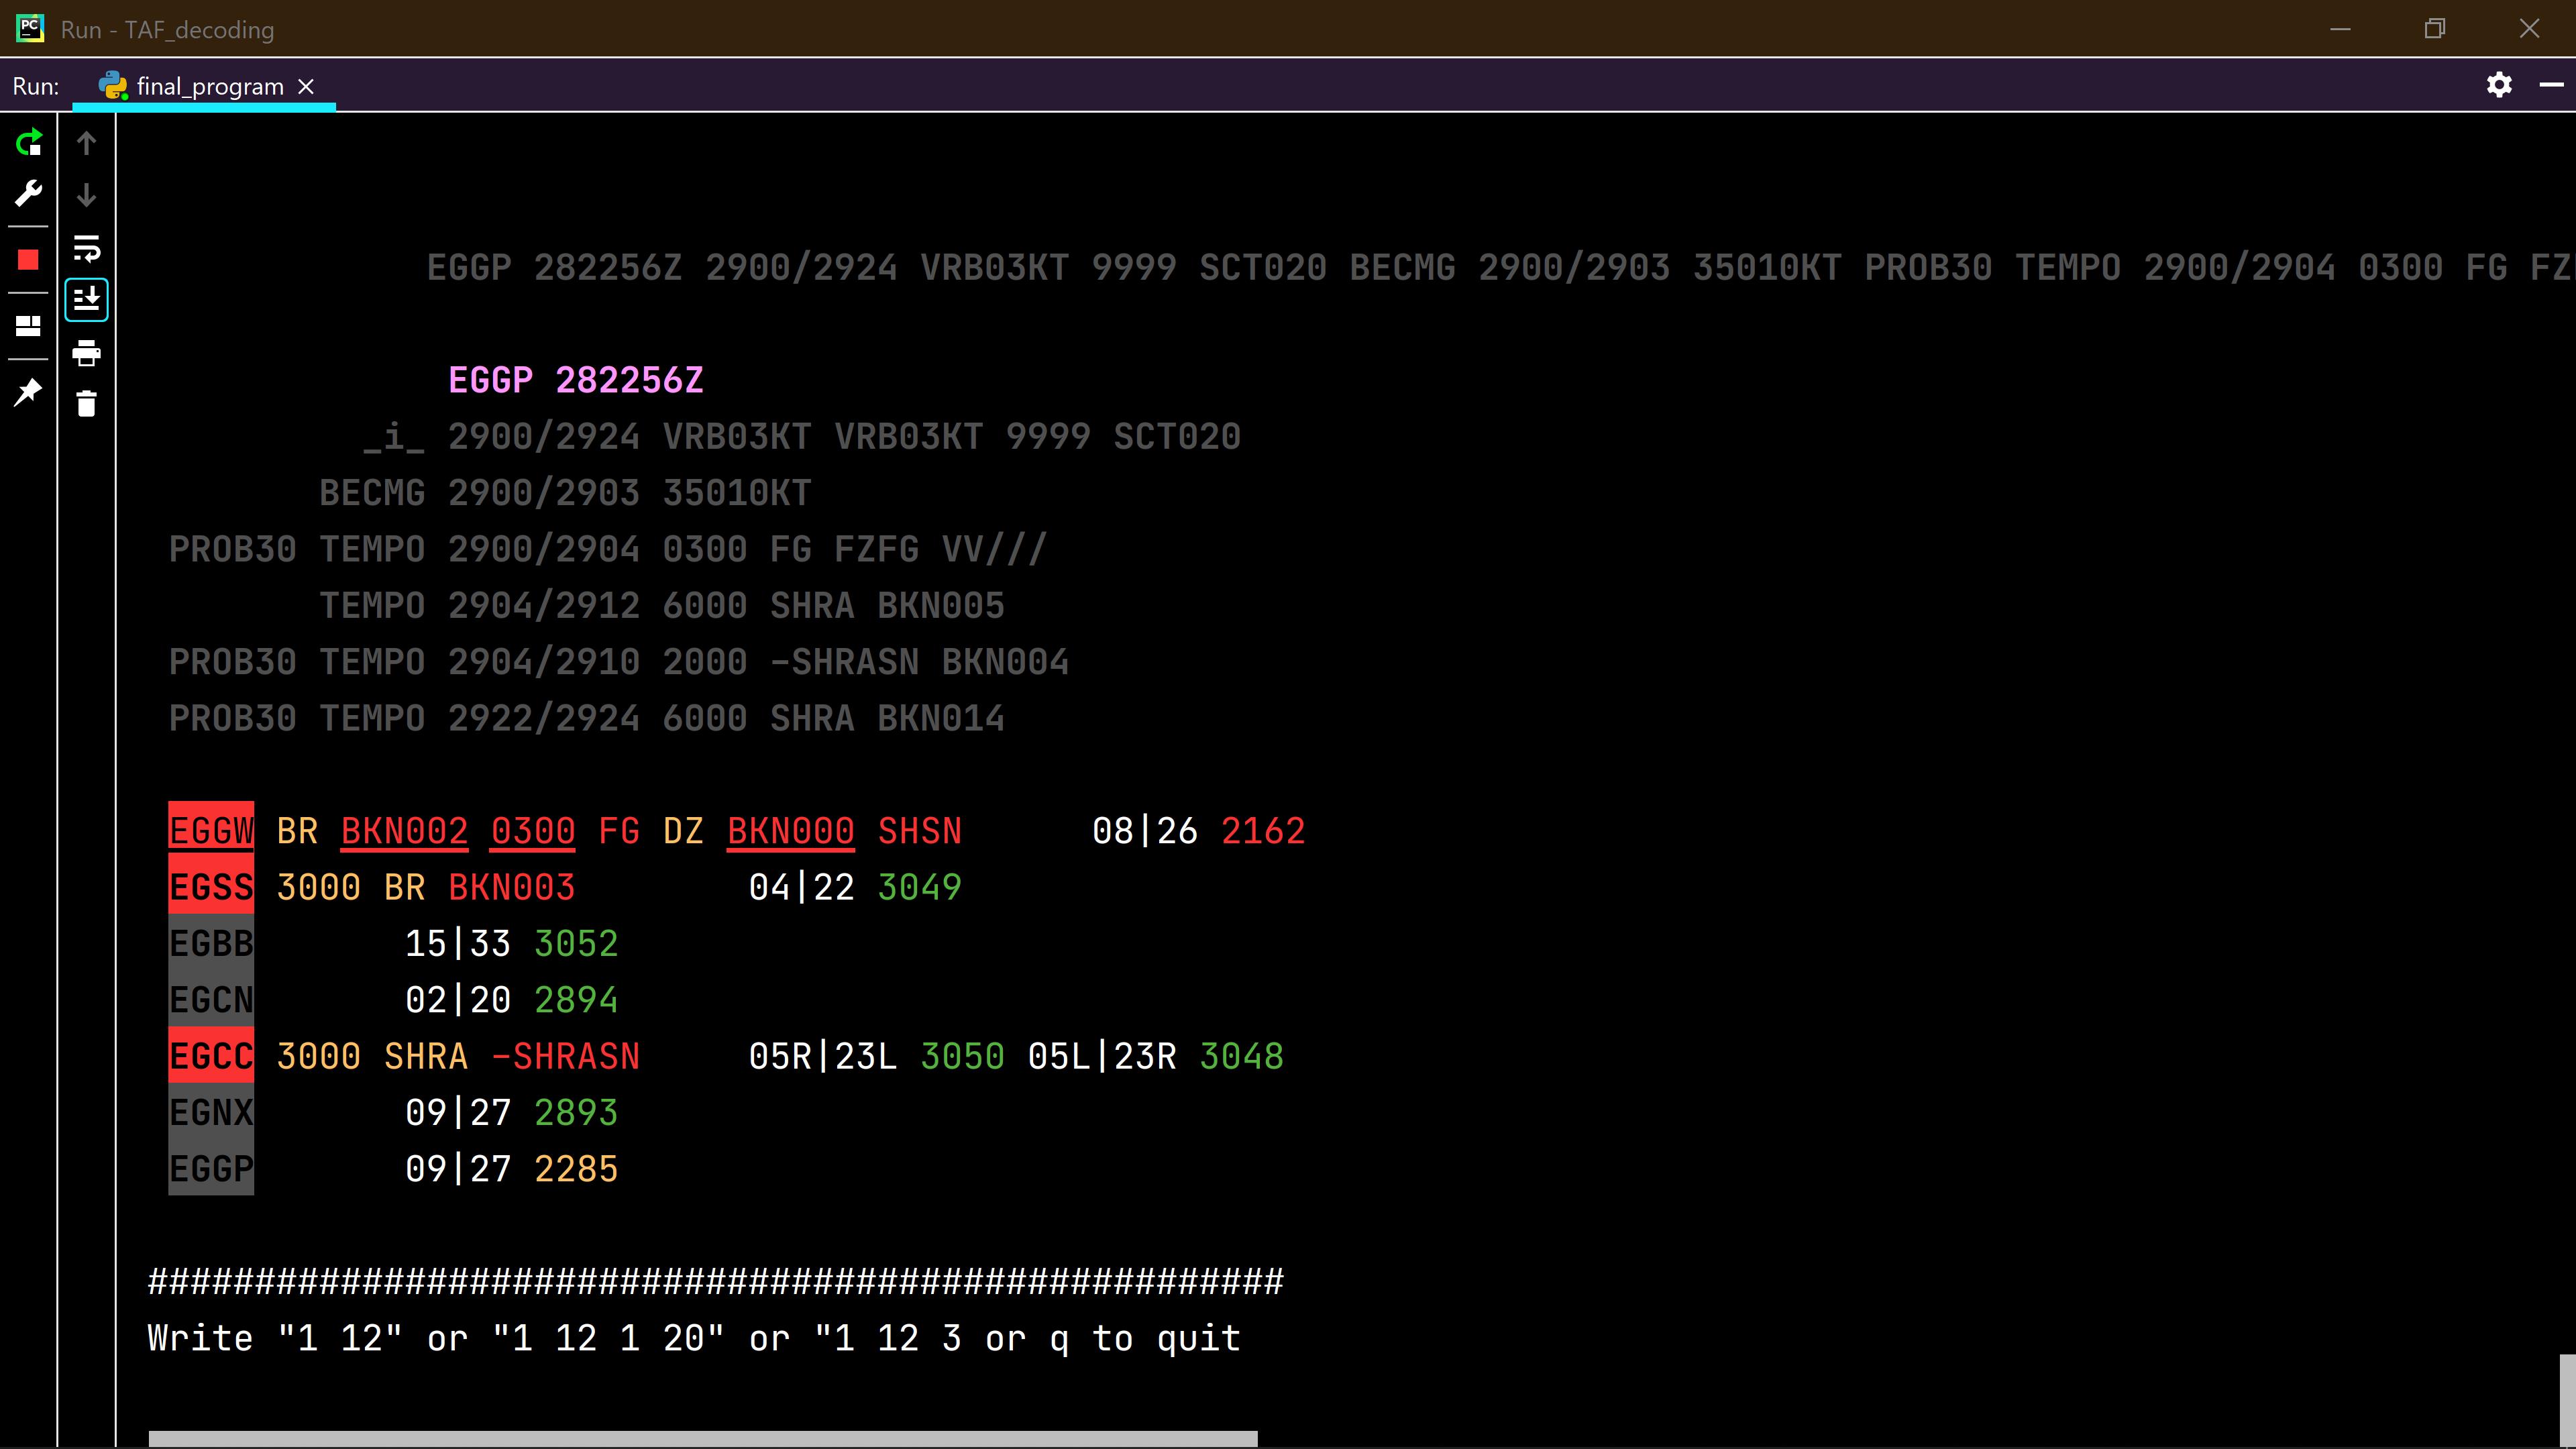 PC
Run - TAF_decoding
Run: final_program
EGGP 282256Z 2900/2924 VRB03KT 9999 SCT020 BECMG 2900/2903 35010KT PROB30 TEMPO 2900/2904 0300 FG FZ
EGGP 282256Z
_i_ 2900/2924 VRB03KT VRB03KT 9999 SCT020
BECMG 2900/2903 35010KT
PROB30 TEMPO 2900/2904 0300 FG FZFG VV///
TEMPO 2904/2912 6000 SHRA BKN005
PROB30 TEMPO 2904/2910 2000 -SHRASN BKN004
PROB30 TEMPO 2922/2924 6000 SHRA BKN014
EGGW BR BKN002 0300 FG DZ BKN000 SHSN 08|26 2162
EGSS 3000 BR BKN003 04|22 3049
EGBB 15|33 3052
EGCN 02|20 2894
EGCC 3000 SHRA -SHRASN 05R|23L 3050 05L|23R 3048
EGNX 09|27 2893
EGGP 09|27 2285
#####################################################
Write "1 12" or "1 12 1 20" or "1 12 3 or q to quit